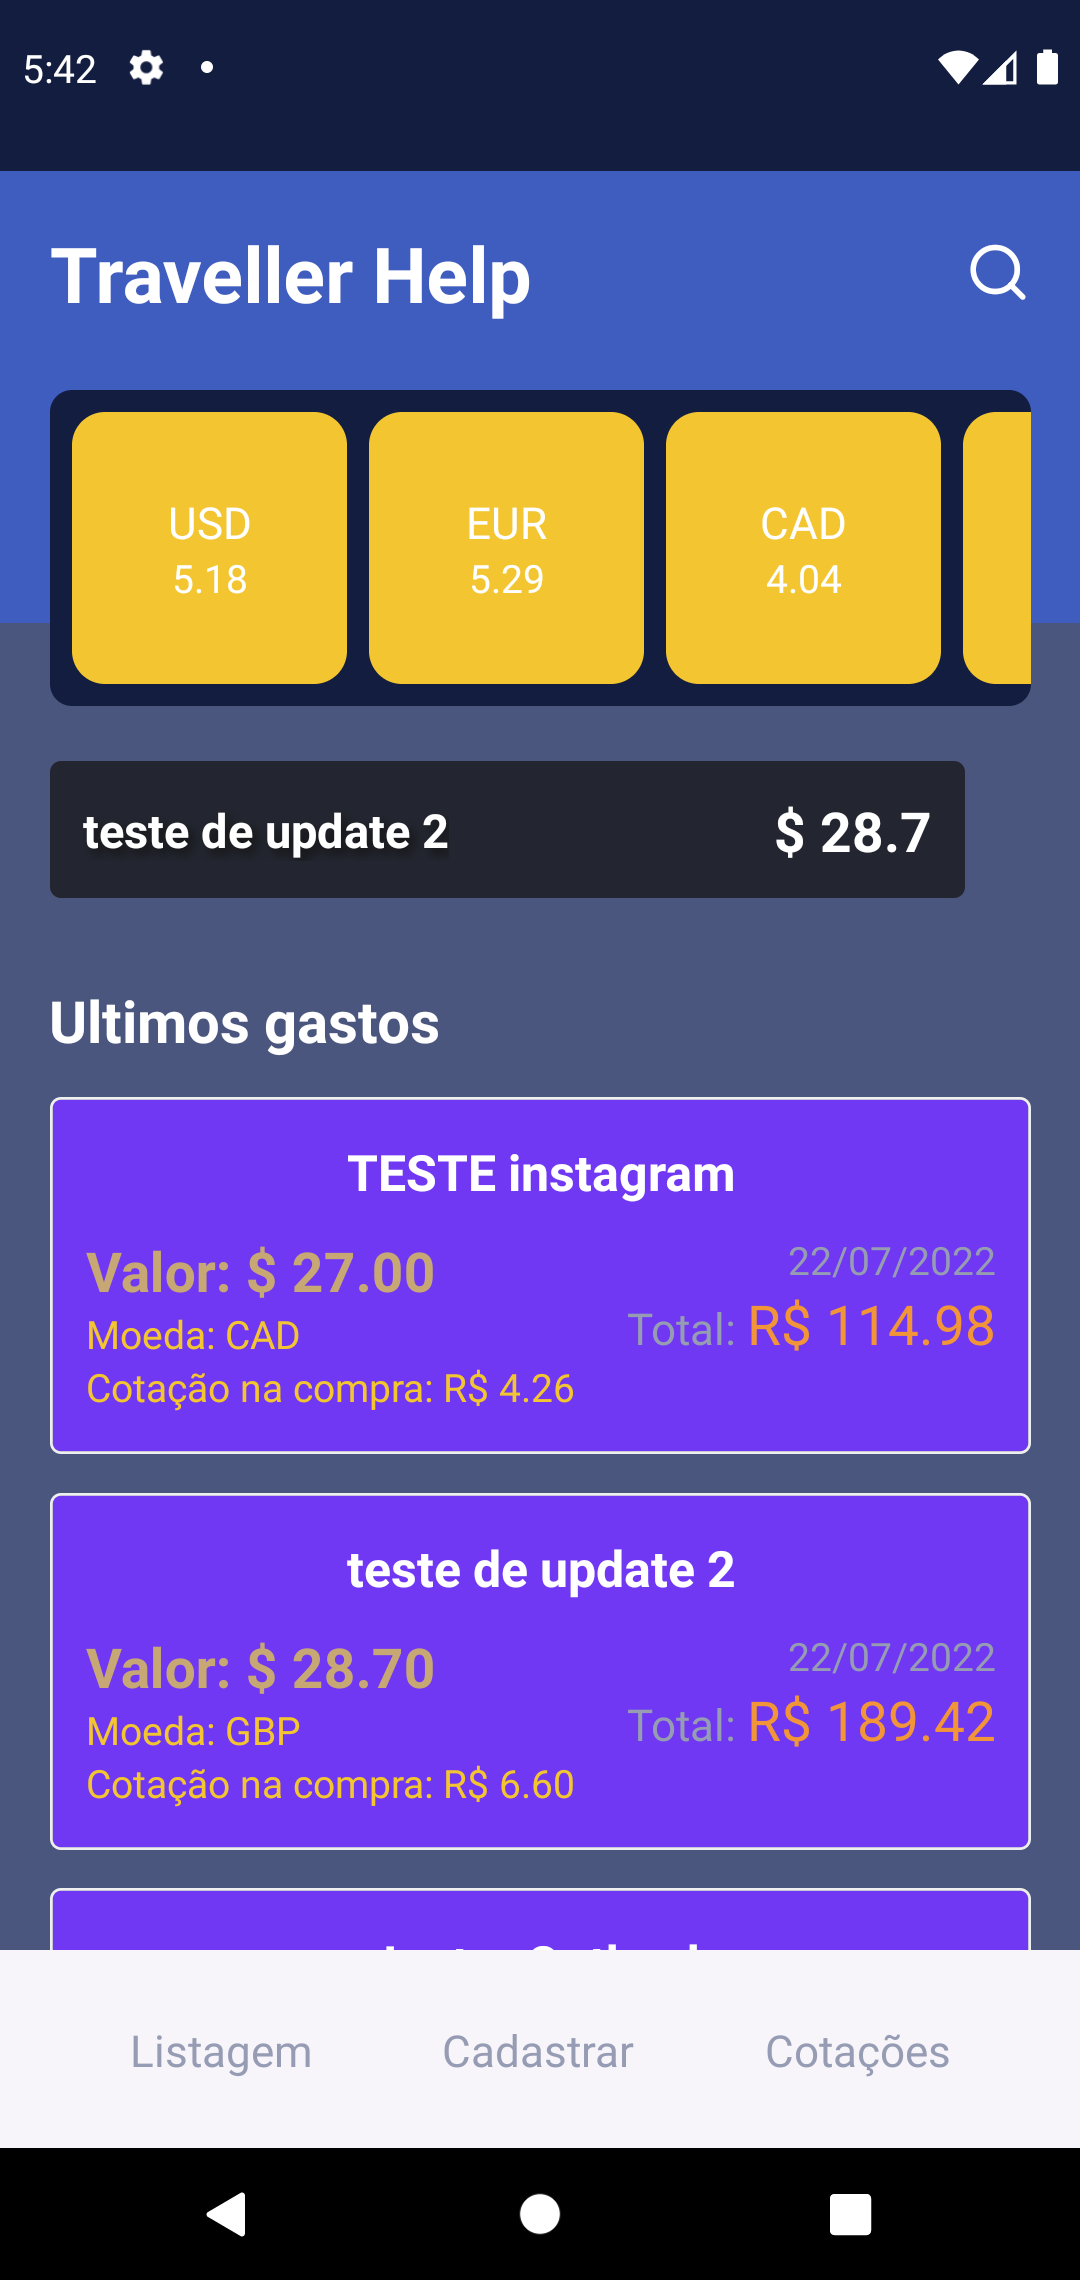 5:42
Traveller Help
USD
5.18
EUR
5.29
CAD
4.04
teste de update 2
$ 28.7
Ultimos gastos
TESTE instagram
Valor: $ 27.00
22/07/2022
Moeda: CAD
Total: R$ 114.98
Cotação na compra: R$ 4.26
teste de update 2
Valor: $ 28.70
22/07/2022
Moeda: GBP
Total: R$ 189.42
Cotação na compra: R$ 6.60
Listagem
Cadastrar
Cotações